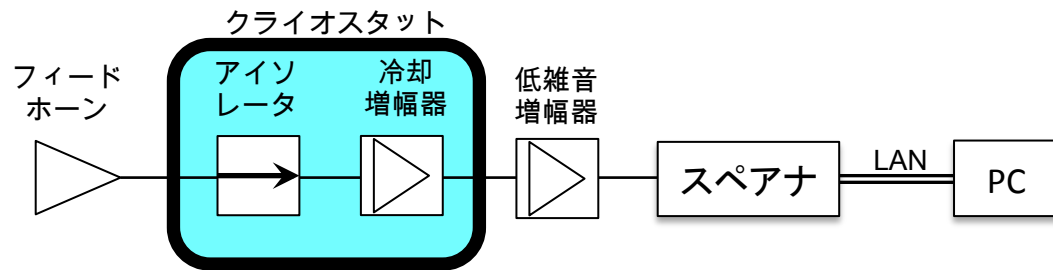 クライオスタット
フィード
ホーン
アイソ
レータ
冷却
増幅器
低雑音
増幅器
スペアナ
LAN
PC